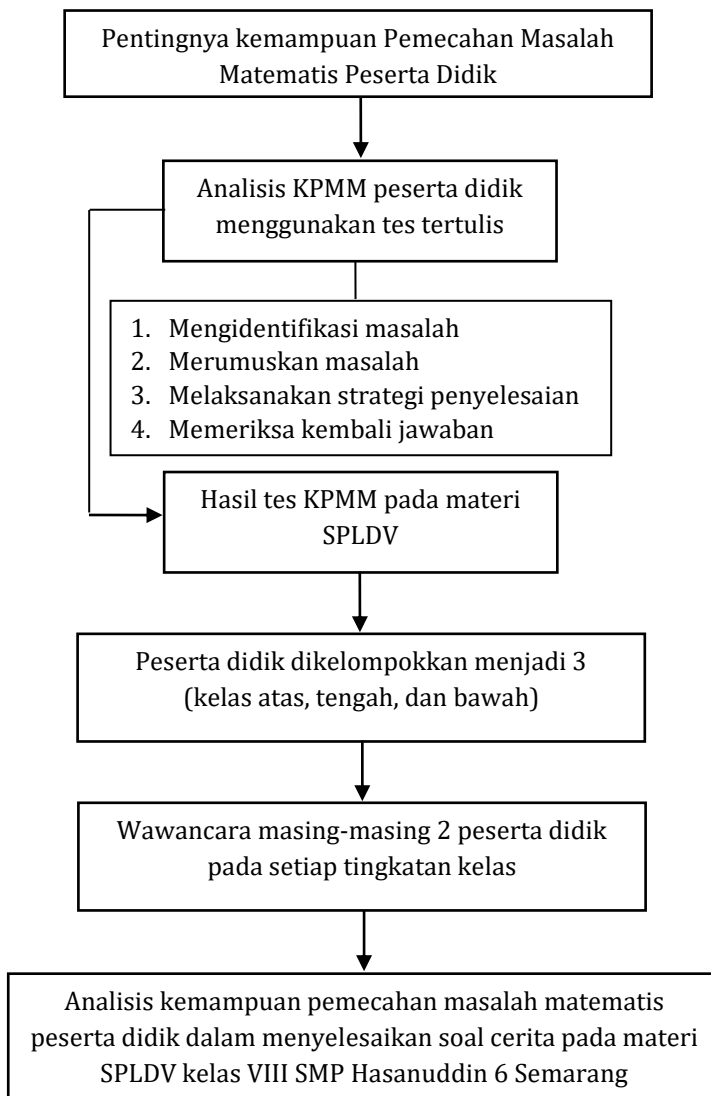 Pentingnya kemampuan Pemecahan Masalah
Matematis Peserta Didik
Analisis KPMM peserta didik
menggunakan tes tertulis
1. Mengidentifikasi masalah
2. Merumuskan masalah
3. Melaksanakan strategi penyelesaian
4. Memeriksa kembali jawaban
Hasil tes KPMM pada materi
SPLDV
Peserta didik dikelompokkan menjadi 3
(kelas atas, tengah, dan bawah)
Wawancara masing-masing 2 peserta didik
pada setiap tingkatan kelas
Analisis kemampuan pemecahan masalah matematis
peserta didik dalam menyelesaikan soal cerita pada materi
SPLDV kelas VIII SMP Hasanuddin 6 Semarang